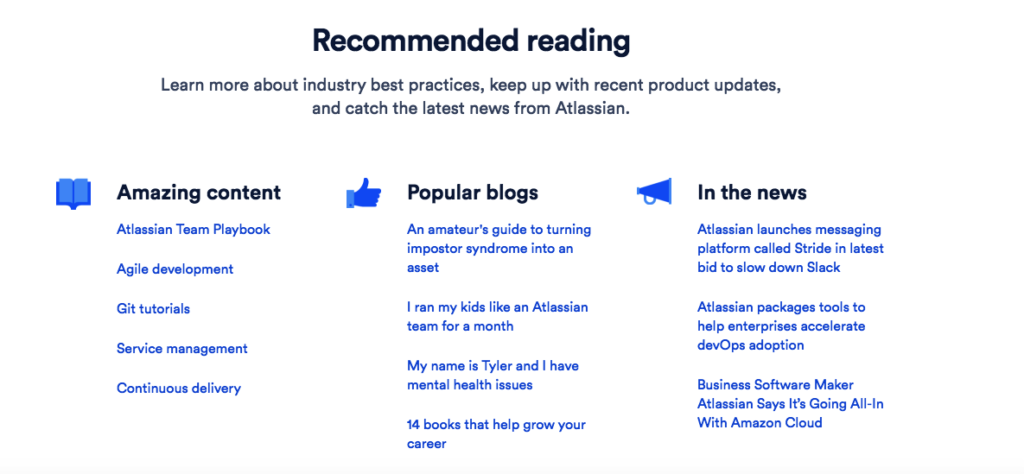 Recommended reading
Learn more about industry best practices, keep up with recent product updates,
and catch the latest news from Atlassian.
Amazing content
Atlassian Team Playbook
Agile development
Git tutorials
Service management
Continuous delivery
Popular blogs
An amateur's guide to turning
impostor syndrome into an
asset
I ran my kids like an Atlassian
team for a month
My name is Tyler and I have
mental health issues
14 books that help grow your
career
In the news
Atlassian launches messaging
platform called Stride in latest
bid to slow down Slack
Atlassian packages tools to
help enterprises accelerate
devOps adoption
Business Software Maker
Atlassian Says It's Going All-In
With Amazon Cloud